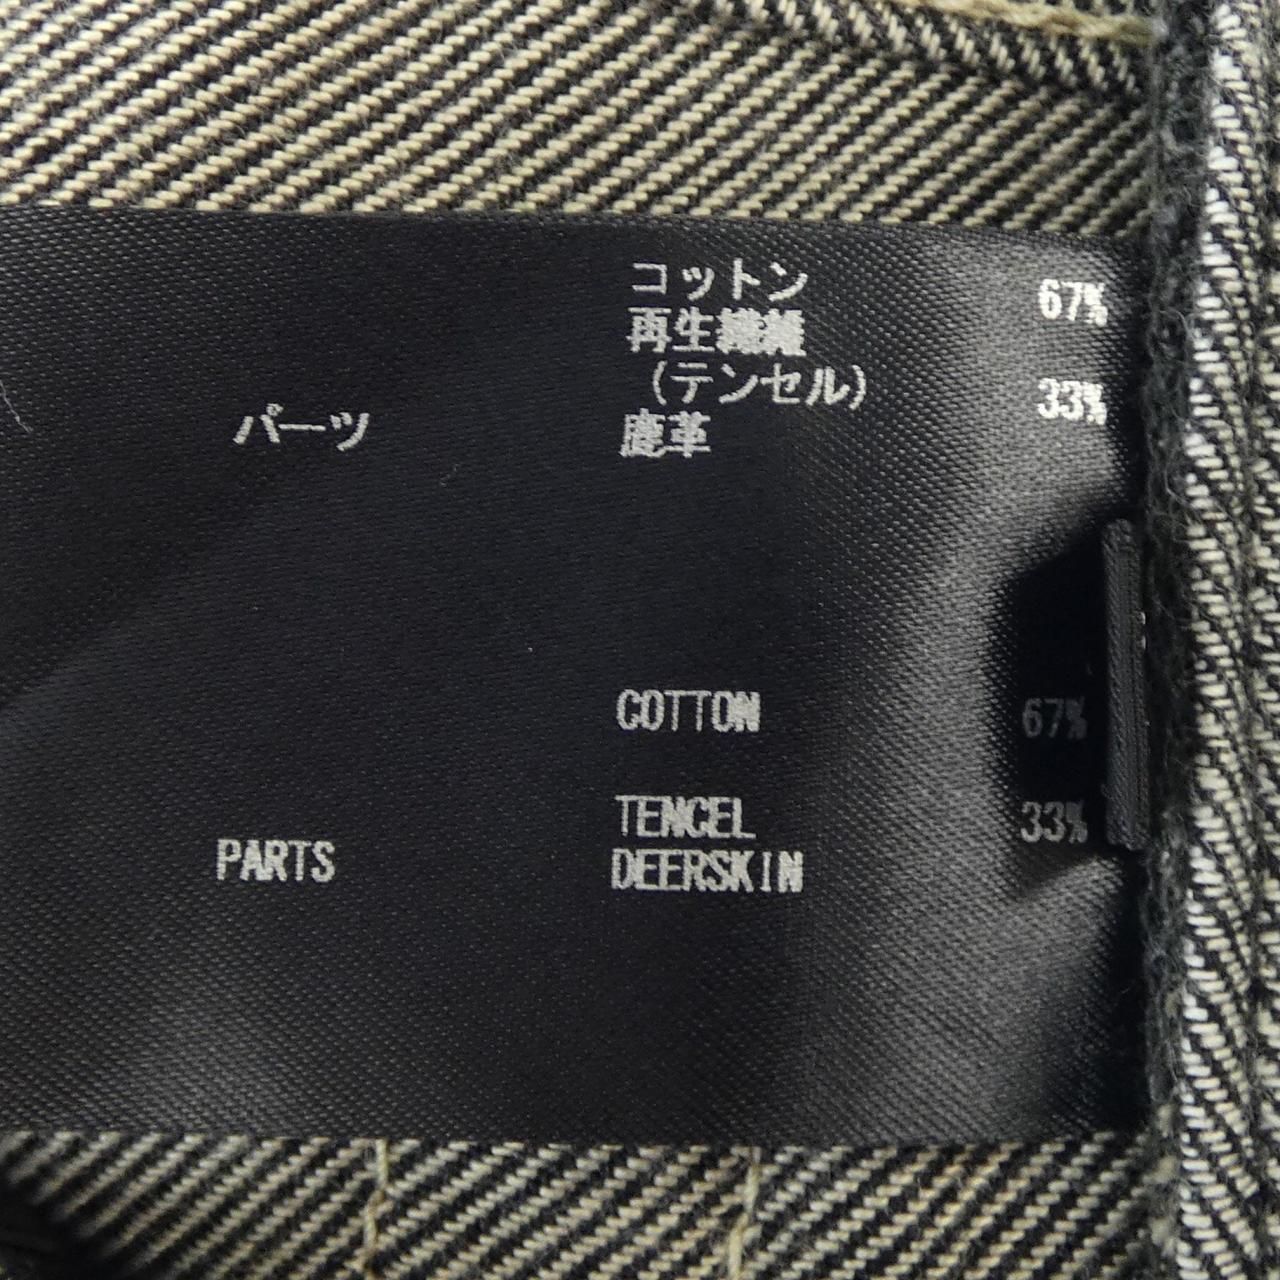 コットン 67%
再生繊維
(テンセル) 33%
パーツ 鹿革
COTTON 67%
TENCEL 33%
PARTS DEERSKIN